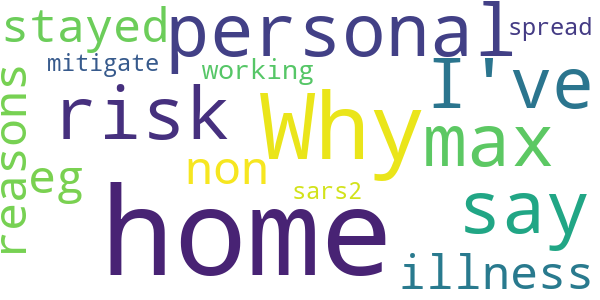 stayed
personal
spread
mitigate
working
I've
reasons
risk
Why
max
eg
non
sars2
say
home
illness